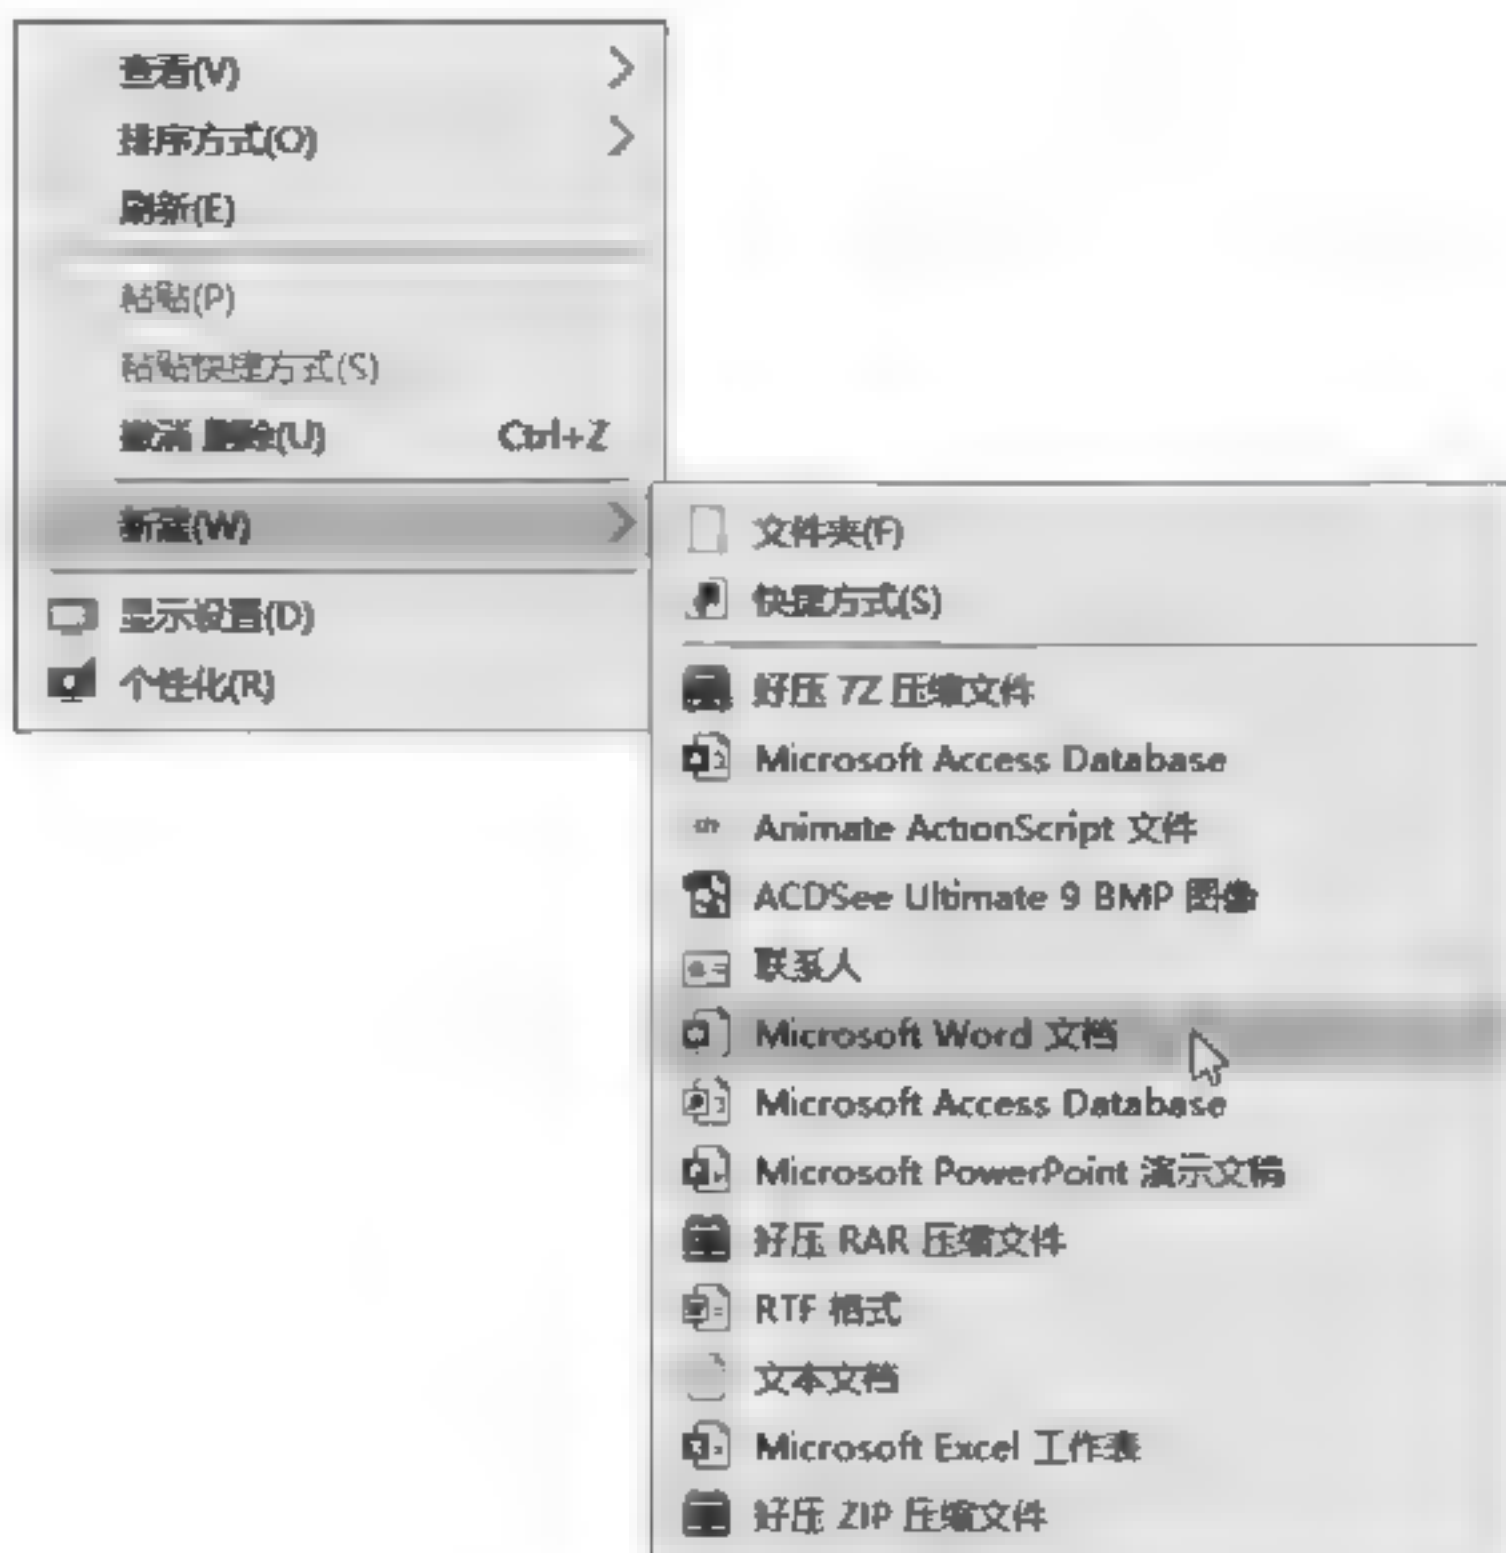 查看(V)
排序方式(O)
刷新(E)
粘贴(P)
粘贴快捷方式(S)
撤消 删除(U) Ctrl+Z
新建(W)
显示设置(D)
个性化(R)
文件夹(F)
快捷方式(S)
好压 7Z 压缩文件
Microsoft Access Database
Animate ActionScript 文件
ACDSee Ultimate 9 BMP 图像
联系人
Microsoft Word 文档
Microsoft Access Database
Microsoft PowerPoint 演示文稿
好压 RAR 压缩文件
RTF 格式
文本文档
Microsoft Excel 工作表
好压 ZIP 压缩文件